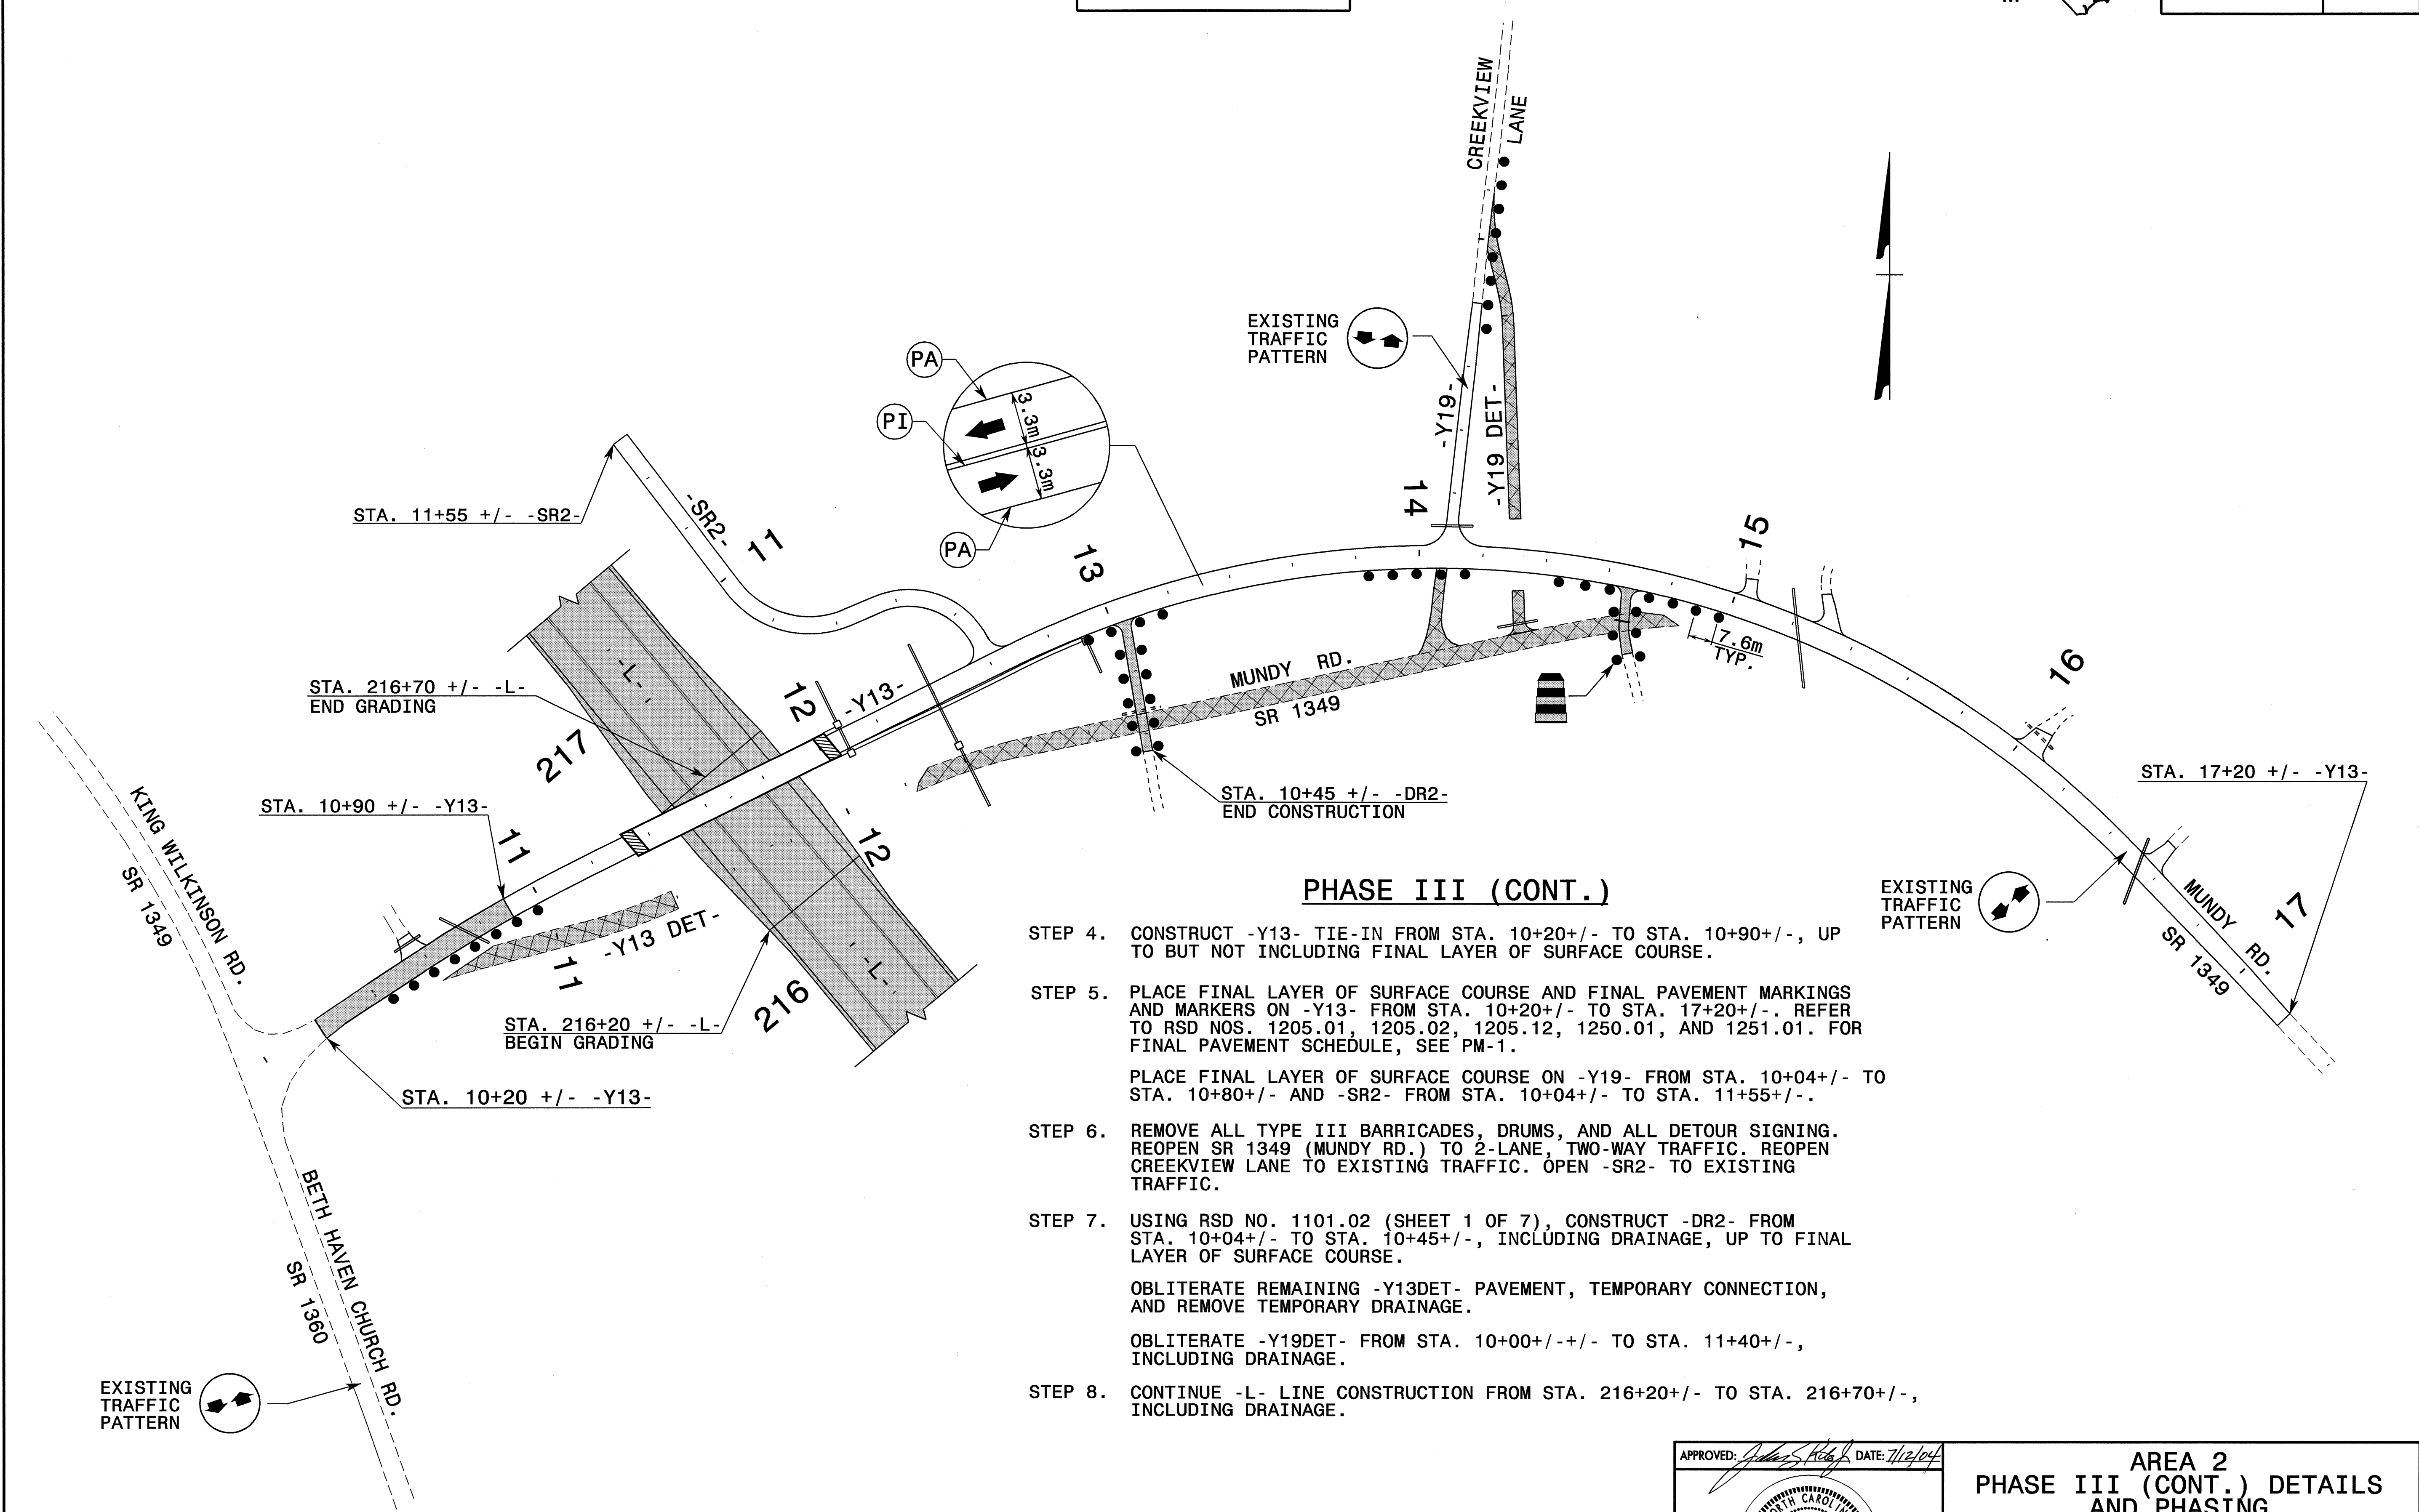 CREEKVIEW
LANE
EXISTING
TRAFFIC
PATTERN
-Y19-
-Y19 DET-
PA
PI
PA
3.3m
3.3m
STA. 11+55 +/- -SR2-
-SR2-
11
13
14
15
16
17
-L-
STA. 216+70 +/- -L-
END GRADING
12
-Y13-
217
MUNDY RD.
SR 1349
7.6m
TYP.
STA. 17+20 +/- -Y13-
STA. 10+90 +/- -Y13-
11
12
STA. 10+45 +/- -DR2-
END CONSTRUCTION
KING WILKINSON RD.
SR 1349
-Y13 DET-
11
-L-
216
STA. 216+20 +/- -L-
BEGIN GRADING
STA. 10+20 +/- -Y13-
EXISTING
TRAFFIC
PATTERN
MUNDY RD.
SR 1349
BETH HAVEN CHURCH RD.
SR 1360
EXISTING
TRAFFIC
PATTERN
PHASE III (CONT.)
STEP 4. CONSTRUCT -Y13- TIE-IN FROM STA. 10+20+/- TO STA. 10+90+/-, UP
TO BUT NOT INCLUDING FINAL LAYER OF SURFACE COURSE.
STEP 5. PLACE FINAL LAYER OF SURFACE COURSE AND FINAL PAVEMENT MARKINGS
AND MARKERS ON -Y13- FROM STA. 10+20+/- TO STA. 17+20+/-. REFER
TO RSD NOS. 1205.01, 1205.02, 1205.12, 1250.01, AND 1251.01. FOR
FINAL PAVEMENT SCHEDULE, SEE PM-1.
PLACE FINAL LAYER OF SURFACE COURSE ON -Y19- FROM STA. 10+04+/- TO
STA. 10+80+/- AND -SR2- FROM STA. 10+04+/- TO STA. 11+55+/-.
STEP 6. REMOVE ALL TYPE III BARRICADES, DRUMS, AND ALL DETOUR SIGNING.
REOPEN SR 1349 (MUNDY RD.) TO 2-LANE, TWO-WAY TRAFFIC. REOPEN
CREEKVIEW LANE TO EXISTING TRAFFIC. OPEN -SR2- TO EXISTING
TRAFFIC.
STEP 7. USING RSD NO. 1101.02 (SHEET 1 OF 7), CONSTRUCT -DR2- FROM
STA. 10+04+/- TO STA. 10+45+/-, INCLUDING DRAINAGE, UP TO FINAL
LAYER OF SURFACE COURSE.
OBLITERATE REMAINING -Y13DET- PAVEMENT, TEMPORARY CONNECTION,
AND REMOVE TEMPORARY DRAINAGE.
OBLITERATE -Y19DET- FROM STA. 10+00+/-+/- TO STA. 11+40+/-,
INCLUDING DRAINAGE.
STEP 8. CONTINUE -L- LINE CONSTRUCTION FROM STA. 216+20+/- TO STA. 216+70+/-,
INCLUDING DRAINAGE.
APPROVED: DATE: 7/12/04
NORTH CAROLIN
AREA 2
PHASE III (CONT.) DETAILS
AND PHASING